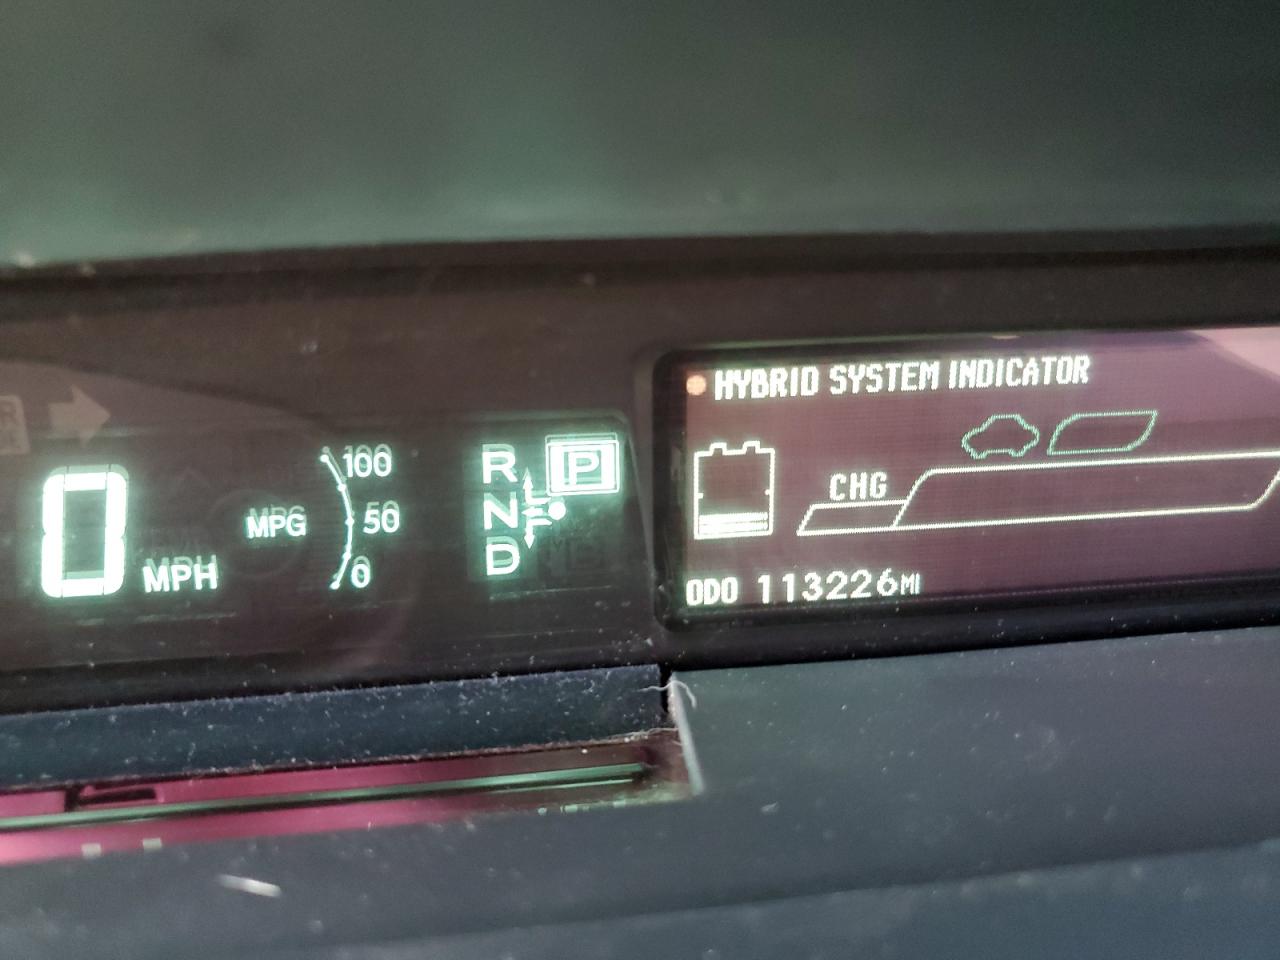 HYBRID SYSTEM INDICATOR
CHG
ODO 113226MI
0 MPH
MPG
100
50
0
R
P
N
D